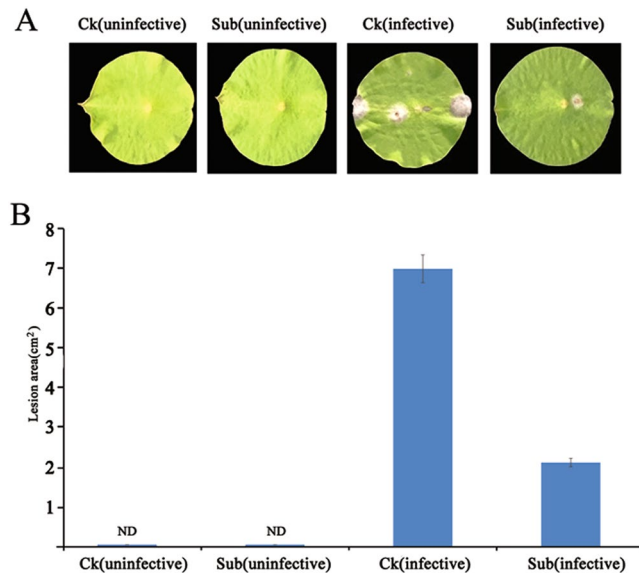 A
Ck(uninfective) Sub(uninfective) Ck(infective) Sub(infective)
B
8
7
6
5
4
3
2
1
Lesion area(cm²)
ND ND
Ck(uninfective) Sub(uninfective) Ck(infective) Sub(infective)